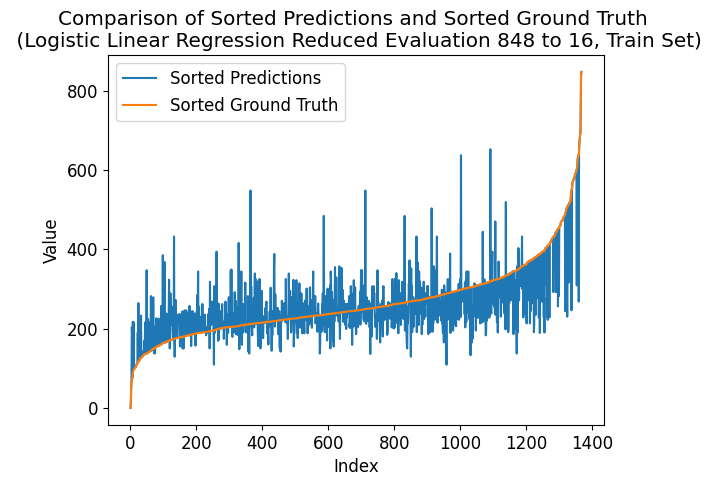 Comparison of Sorted Predictions and Sorted Ground Truth
(Logistic Linear Regression Reduced Evaluation 848 to 16, Train Set)
Sorted Predictions
Sorted Ground Truth
800
600
400
200
0
Value
0 200 400 600 800 1000 1200 1400
Index